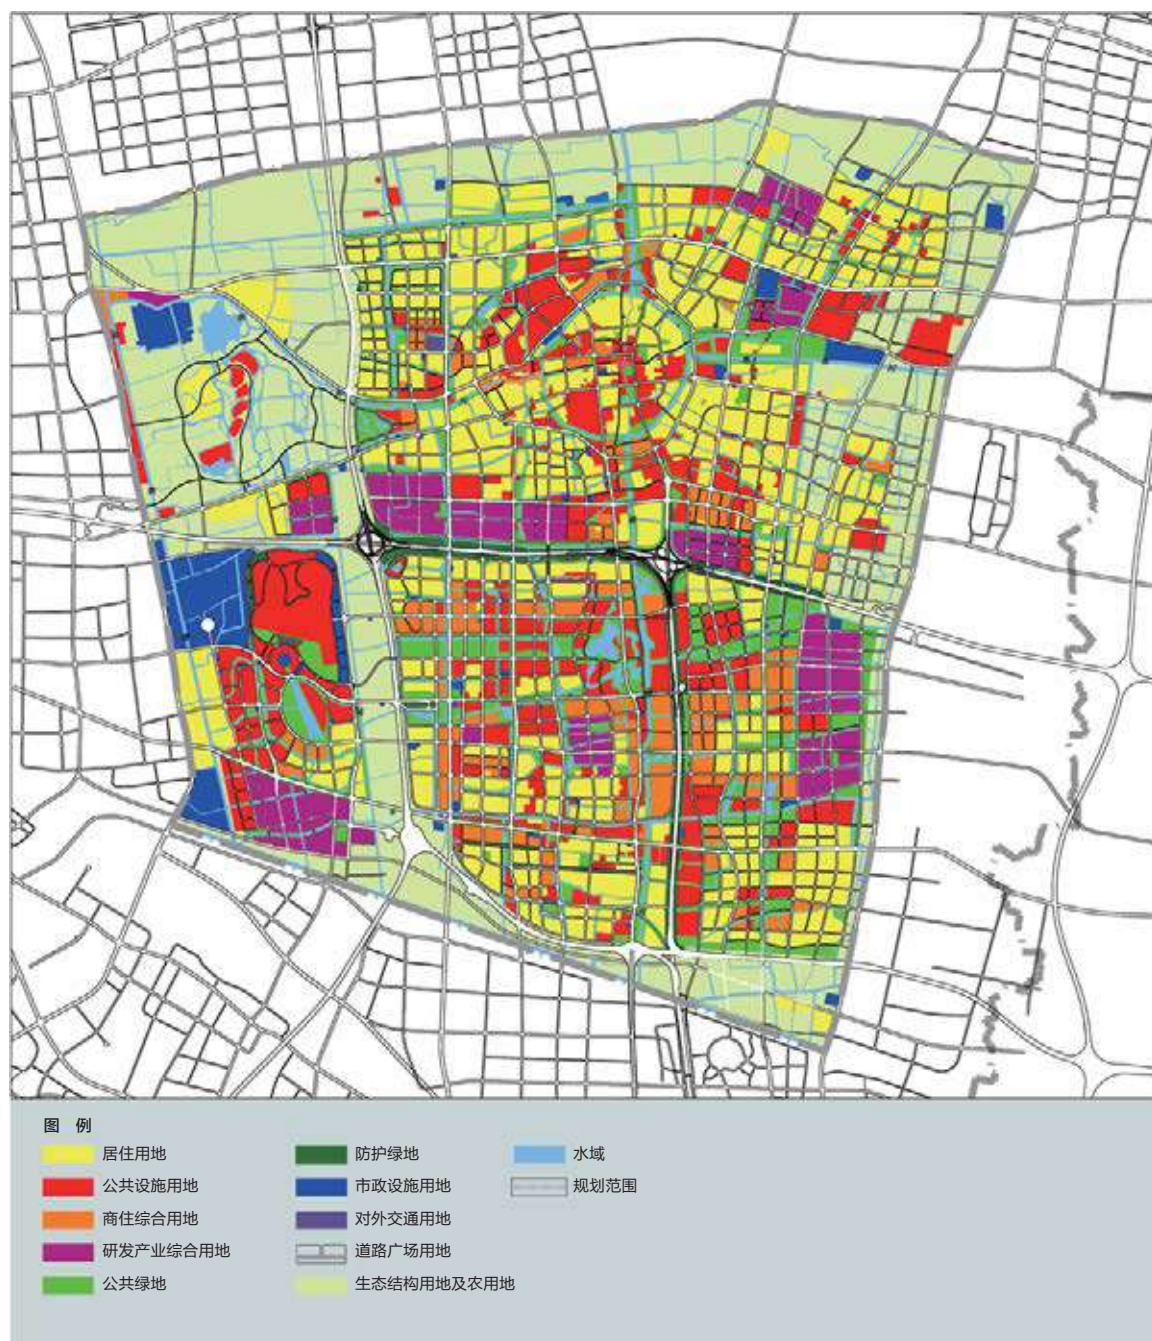 图 例
居住用地
公共设施用地
商住综合用地
研发产业综合用地
公共绿地
防护绿地
市政设施用地
对外交通用地
道路广场用地
生态结构用地及农用地
水域
规划范围